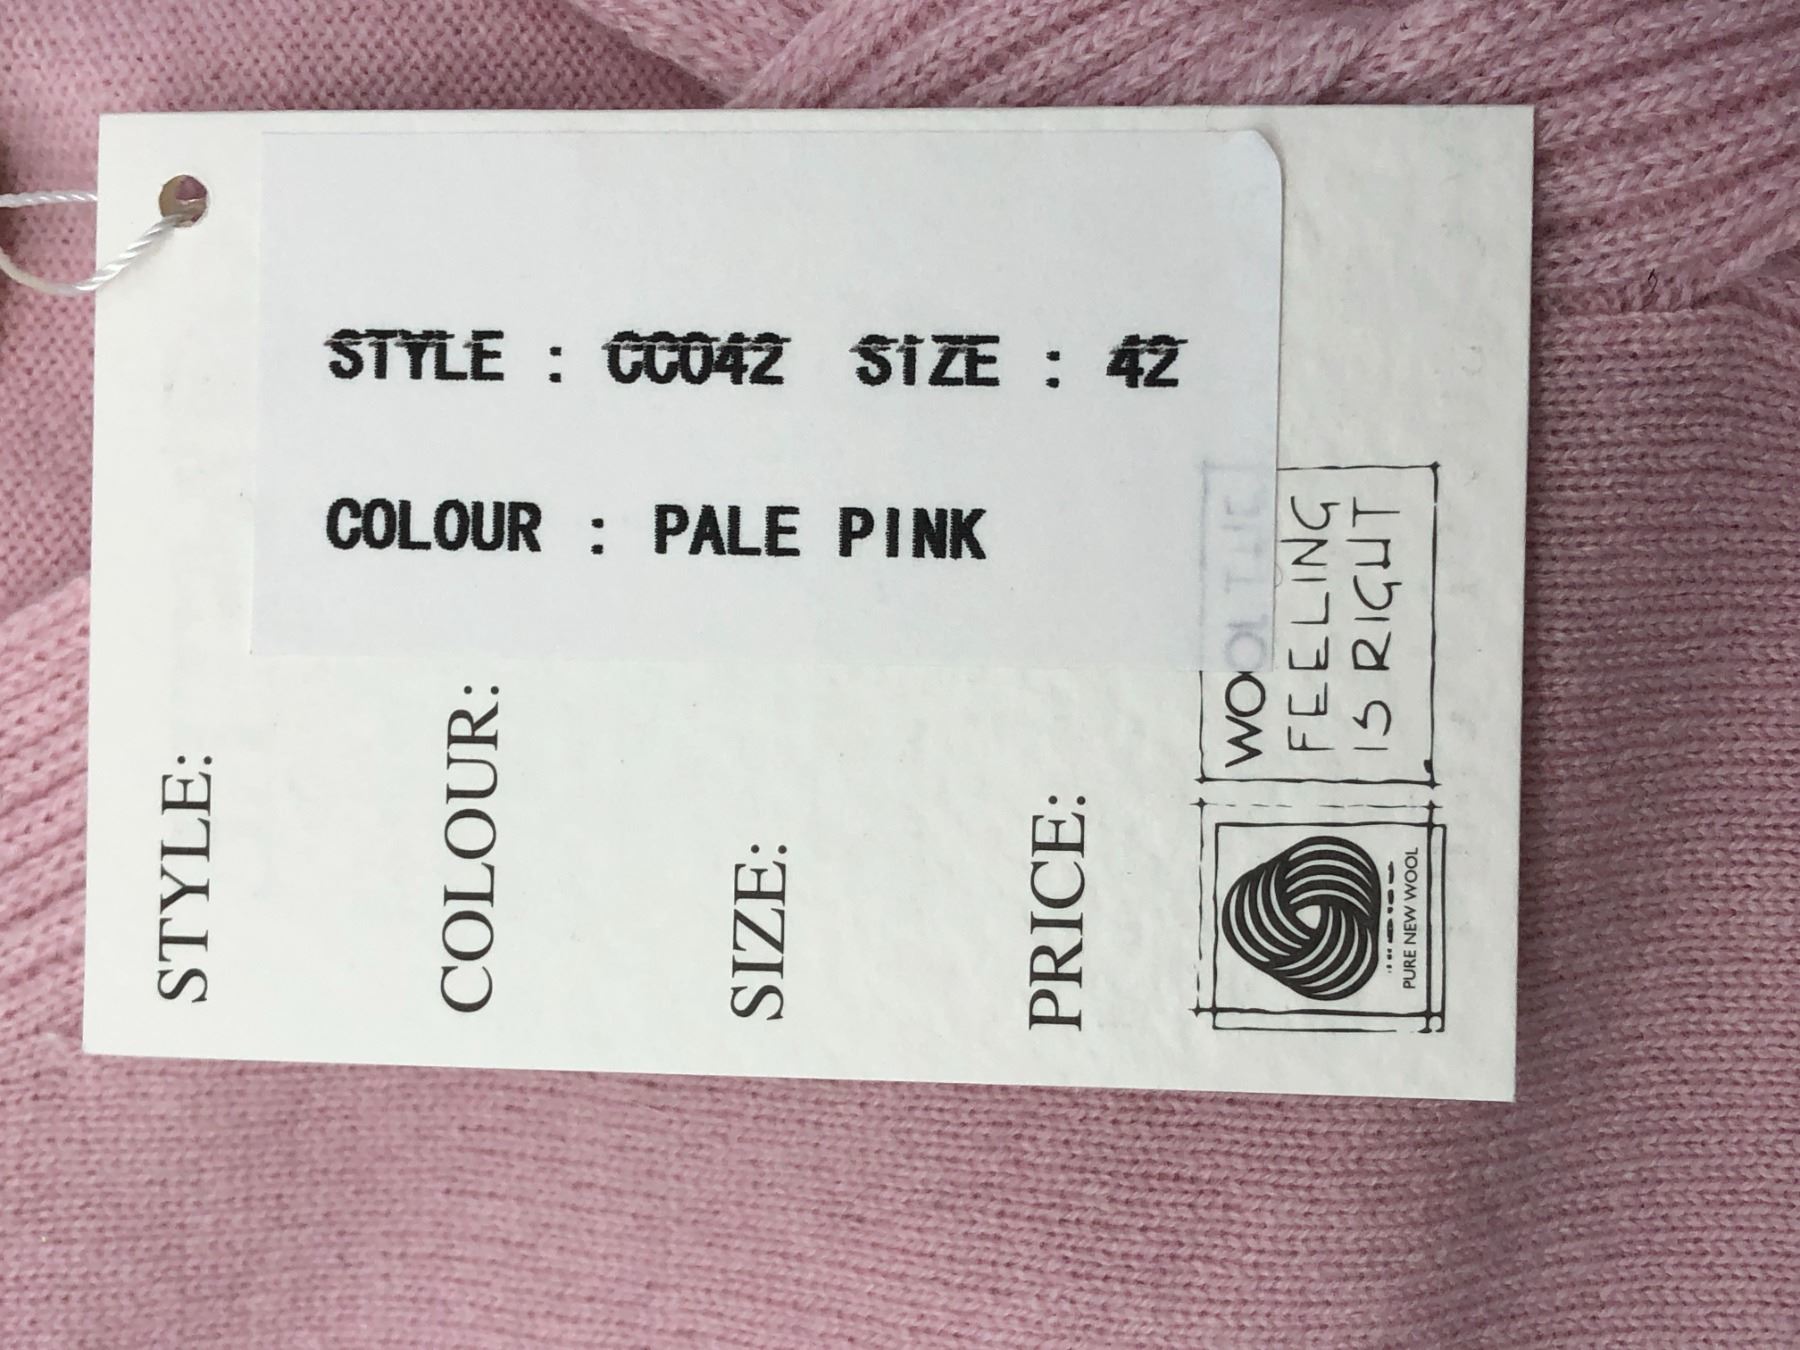 STYLE : CC042 SIZE : 42
COLOUR : PALE PINK
STYLE:
COLOUR:
SIZE:
PRICE:
WOOL THE
FEELING
IS RIGHT
PURE NEW WOOL